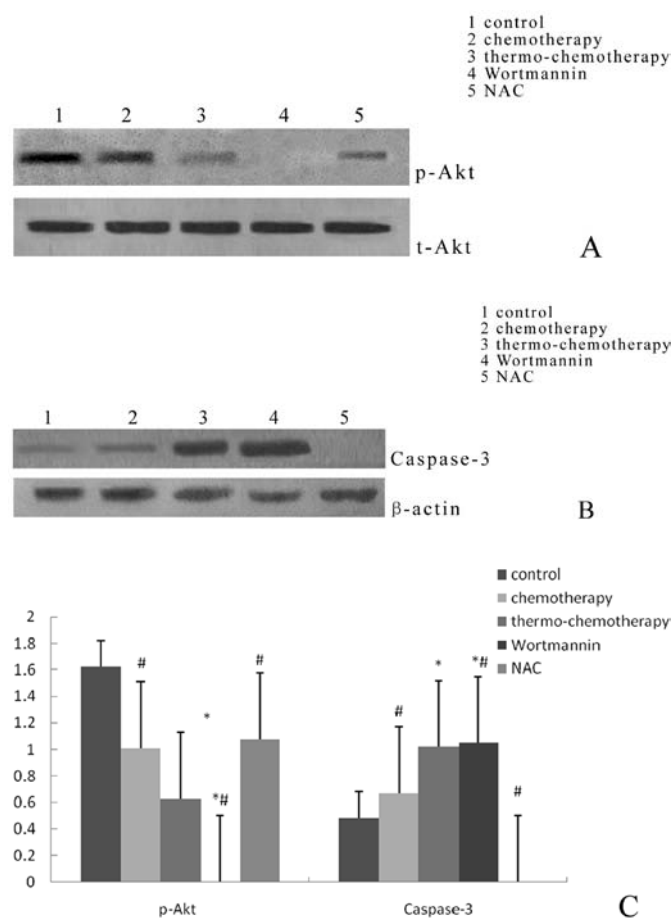 1 control
2 chemotherapy
3 thermo-chemotherapy
4 Wortmannin
5 NAC
1 2 3 4 5
p-Akt
t-Akt
A
1 control
2 chemotherapy
3 thermo-chemotherapy
4 Wortmannin
5 NAC
1 2 3 4 5
Caspase-3
β-actin
B
control
chemotherapy
thermo-chemotherapy
Wortmannin
NAC
2
1.8
1.6
1.4
1.2
1
0.8
0.6
0.4
0.2
0
# * *# #
# * *# #
p-Akt Caspase-3
C